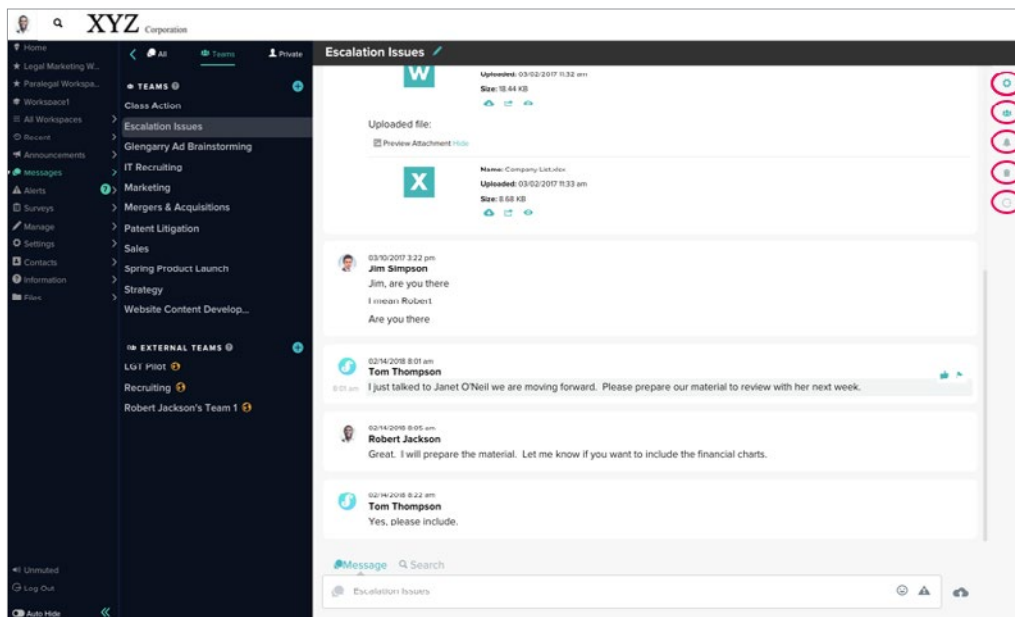 XYZ Corporation
Home
Legal Marketing W...
Paralegal Workspa...
Workspace1
All Workspaces
Recent
Announcements
Messages
Alerts 7
Surveys
Manage
Settings
Contacts
Information
Files
Unmuted
Log Out
Auto Hide
All Teams Private
TEAMS
Class Action
Escalation Issues
Glengarry Ad Brainstorming
IT Recruiting
Marketing
Mergers & Acquisitions
Patent Litigation
Sales
Spring Product Launch
Strategy
Website Content Develop...
EXTERNAL TEAMS
LGT Pilot
Recruiting
Robert Jackson's Team 1
Escalation Issues
W
Uploaded: 03/02/2017 11:32 am
Size: 18.44 KB
Uploaded file:
Preview Attachment Hide
X
Name: Company List.xlsx
Uploaded: 03/02/2017 11:33 am
Size: 8.68 KB
03/10/2017 3:22 pm
Jim Simpson
Jim, are you there
I mean Robert
Are you there
02/14/2018 8:01 am
Tom Thompson
8:01 am I just talked to Janet O'Neil we are moving forward. Please prepare our material to review with her next week.
02/14/2018 8:05 am
Robert Jackson
Great. I will prepare the material. Let me know if you want to include the financial charts.
02/14/2018 8:22 am
Tom Thompson
Yes, please include.
Message Search
Escalation Issues